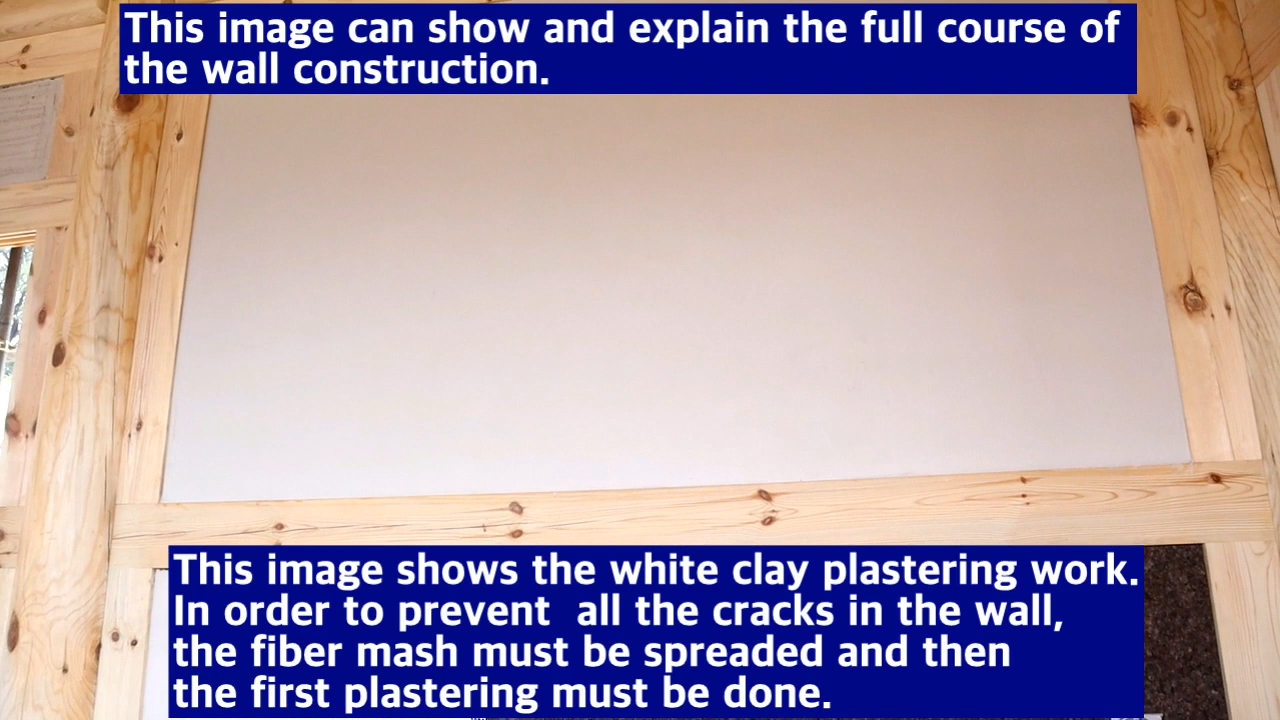 This image can show and explain the full course of
the wall construction.
This image shows the white clay plastering work.
In order to prevent  all the cracks in the wall,
the fiber mash must be spreaded and then
the first plastering must be done.